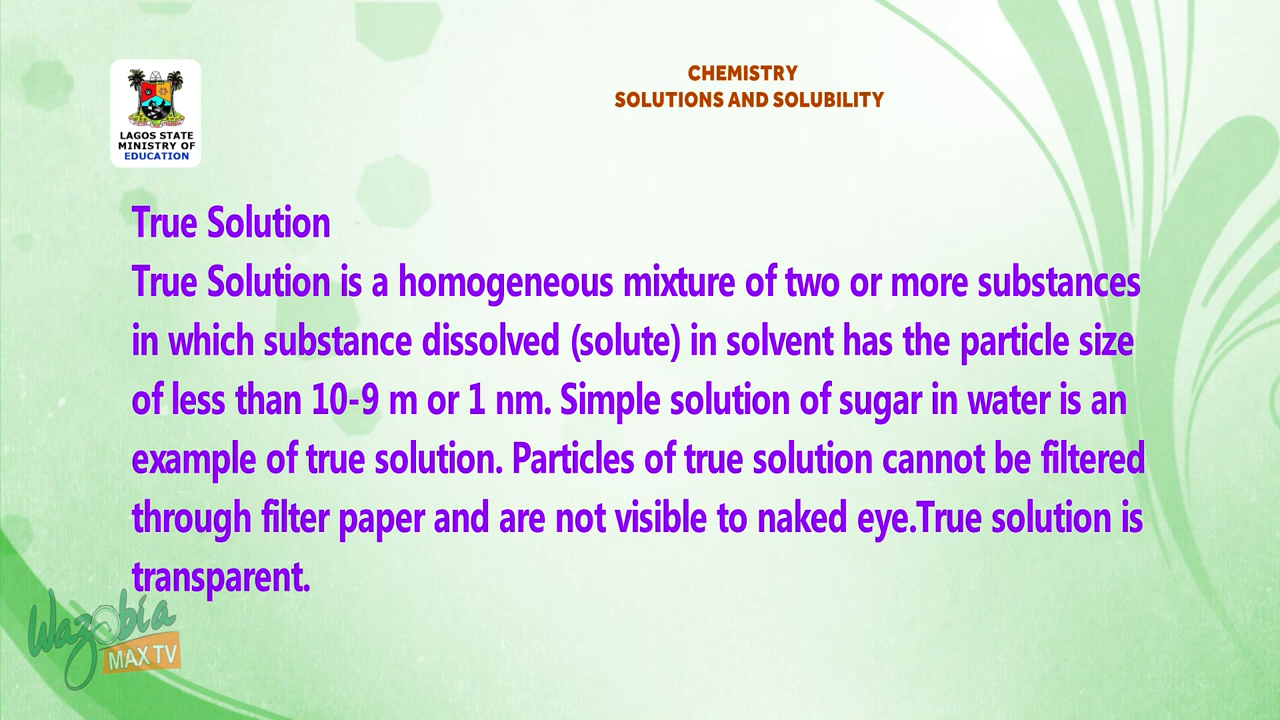 CHEMISTRY
SOLUTIONS AND SOLUBILITY
LAGOS STATE
MINISTRY OF
EDUCATION
True Solution
True Solution is a homogeneous mixture of two or more substances
in which substance dissolved (solute) in solvent has the particle size
of less than 10-9 m or 1 nm. Simple solution of sugar in water is an
example of true solution. Particles of true solution cannot be filtered
through filter paper and are not visible to naked eye.True solution is
transparent.
Wazobia
MAX TV